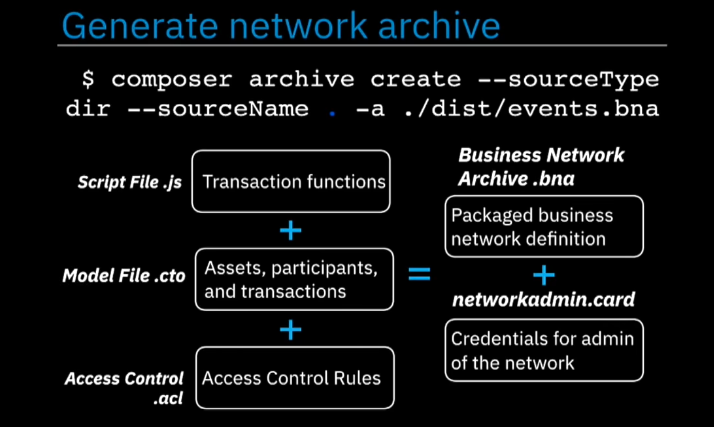 Generate network archive
$ composer archive create --sourceType
dir --sourceName . -a ./dist/events.bna
Script File .js
Transaction functions
+
Model File .cto
Assets, participants,
and transactions
+
Access Control
.acl
Access Control Rules
=
Business Network
Archive .bna
Packaged business
network definition
+
networkadmin.card
Credentials for admin
of the network